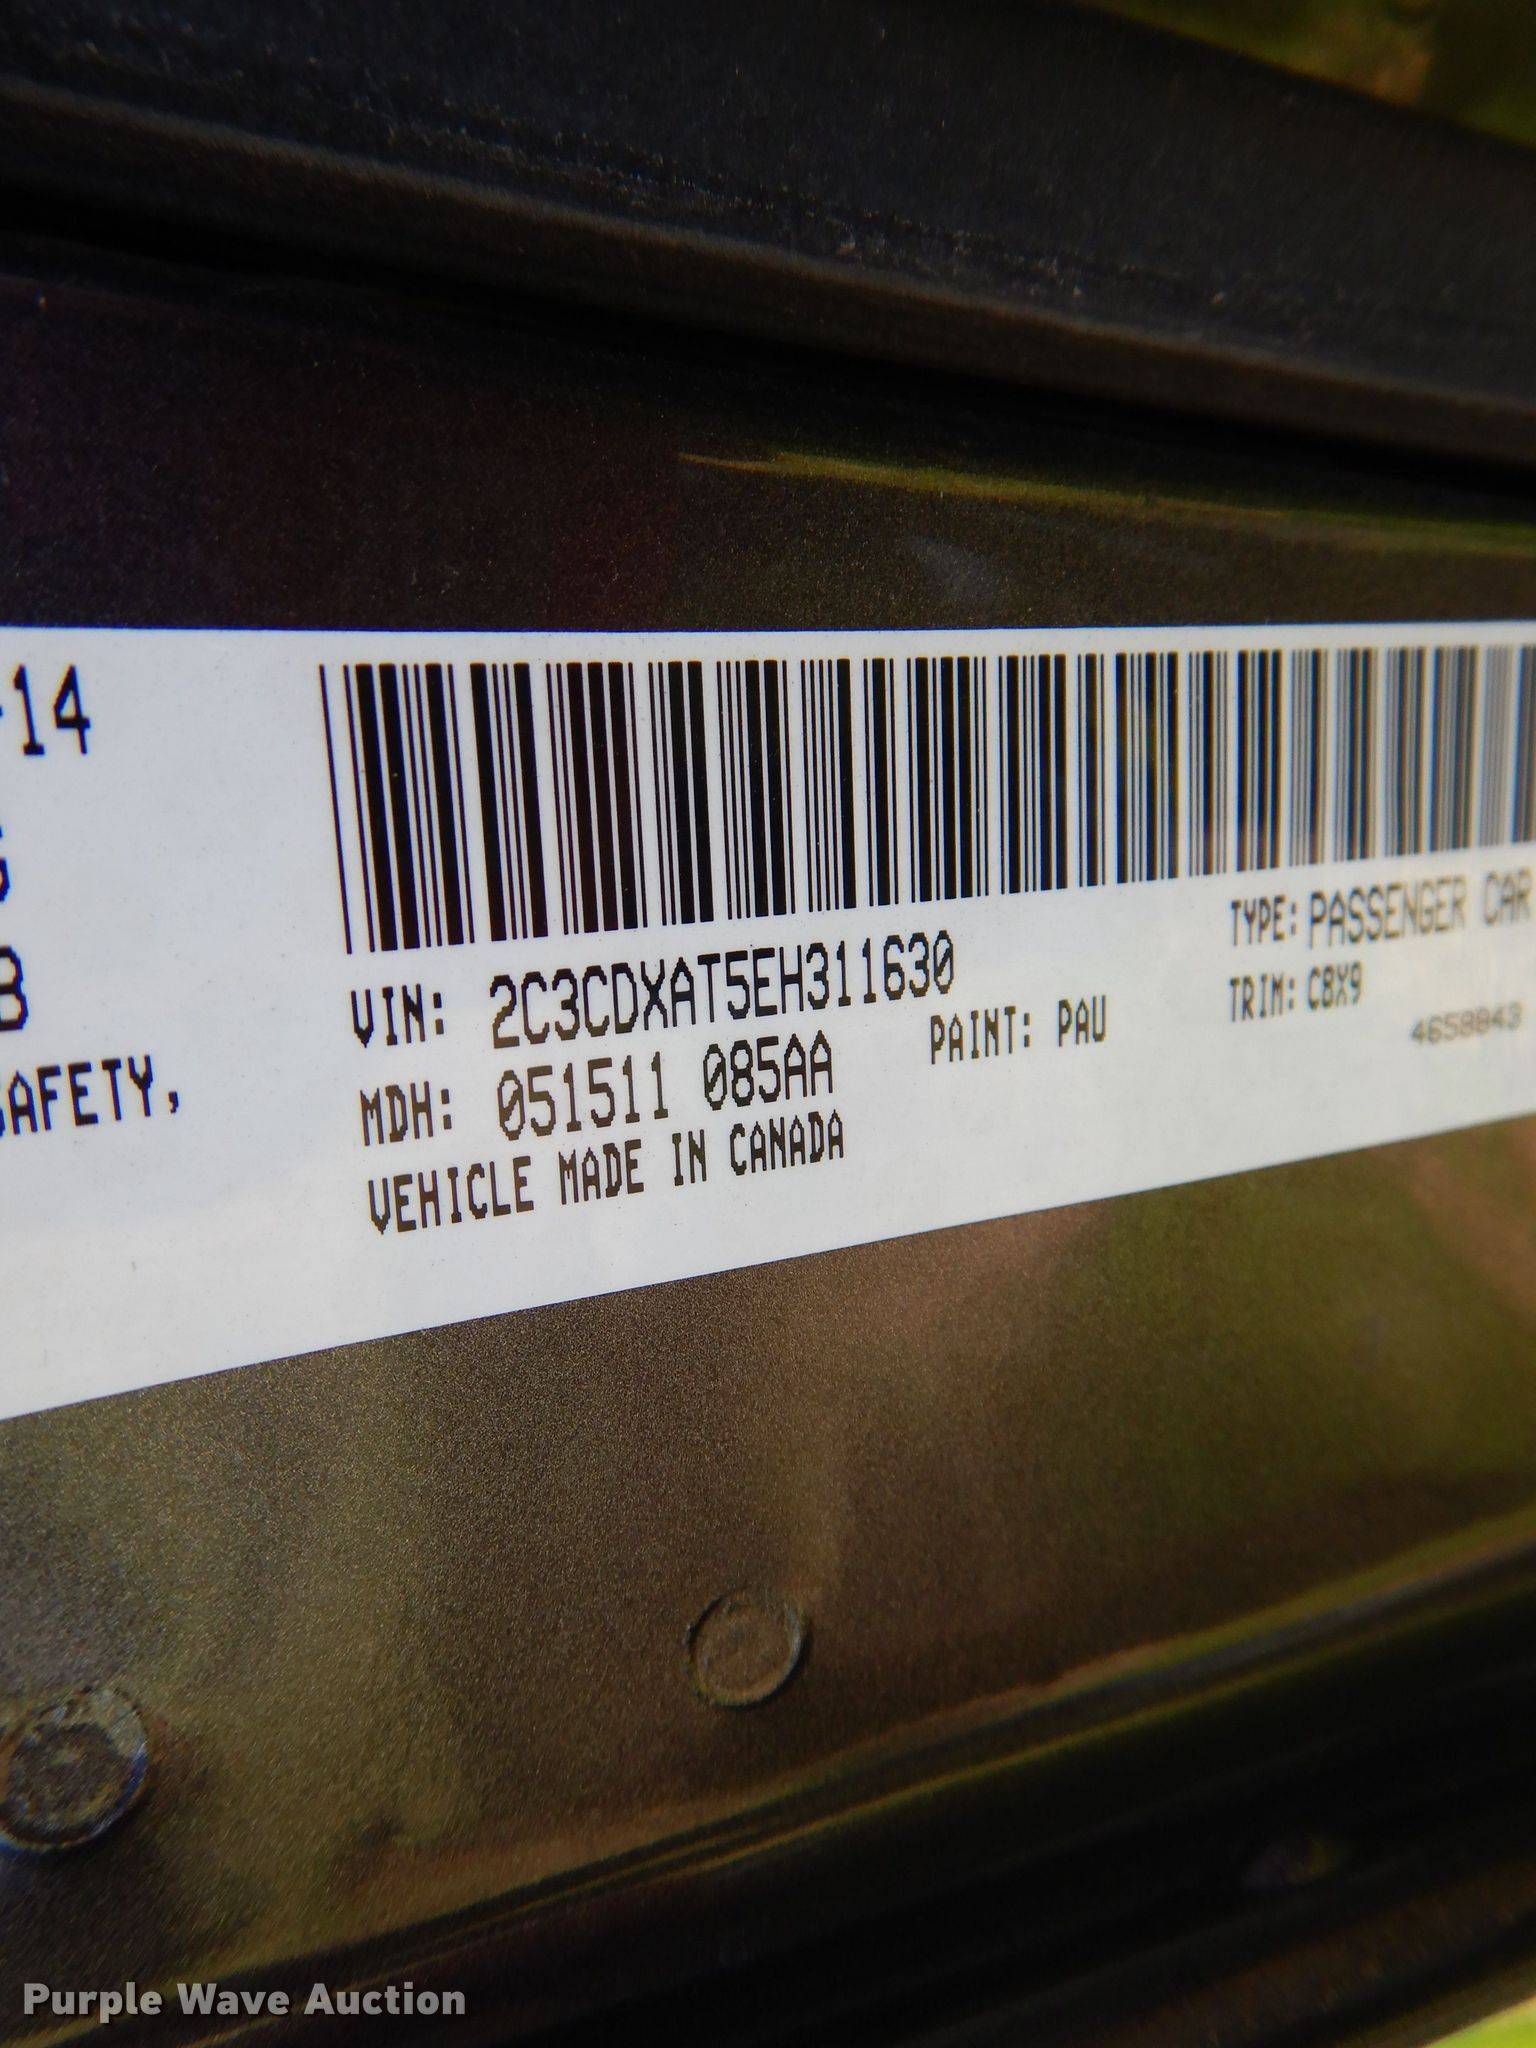 -14
G
B
SAFETY,
VIN: 2C3CDXAT5EH311630
TYPE: PASSENGER CAR
MDH: 051511 085AA
PAINT: PAU
TRIM: C8X9
4658843
VEHICLE MADE IN CANADA
Purple Wave Auction